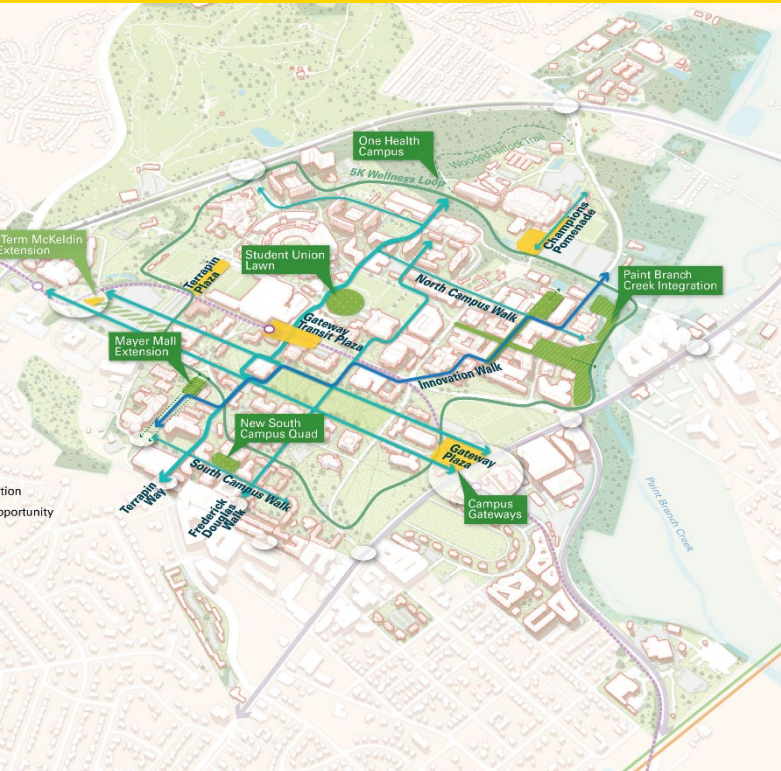 One Health
Campus
Wooded Hillock Trail
5K Wellness Loop
Champions
Pomenade
Term McKeldin
Extension
Terrapin
Plaza
Student Union
Lawn
North Campus Walk
Paint Branch
Creek Integration
Gateway
Transit Plaza
Mayer Mall
Extension
Innovation Walk
New South
Campus Quad
Gateway
Plaza
South Campus Walk
Terrapin
Way
Frederick
Douglas
Walk
Campus
Gateways
Paint Branch Creek
tion
pportunity